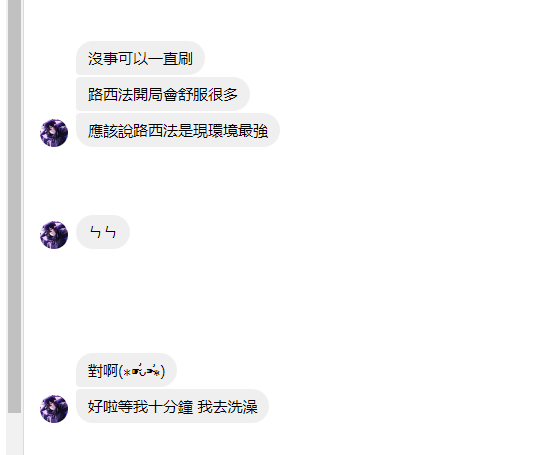 沒事可以一直刷
路西法開局會舒服很多
應該說路西法是現環境最強
ㄣㄣ
對啊(⁎⁍̴̛ᴗ⁍̴̛⁎)
好啦等我十分鐘 我去洗澡